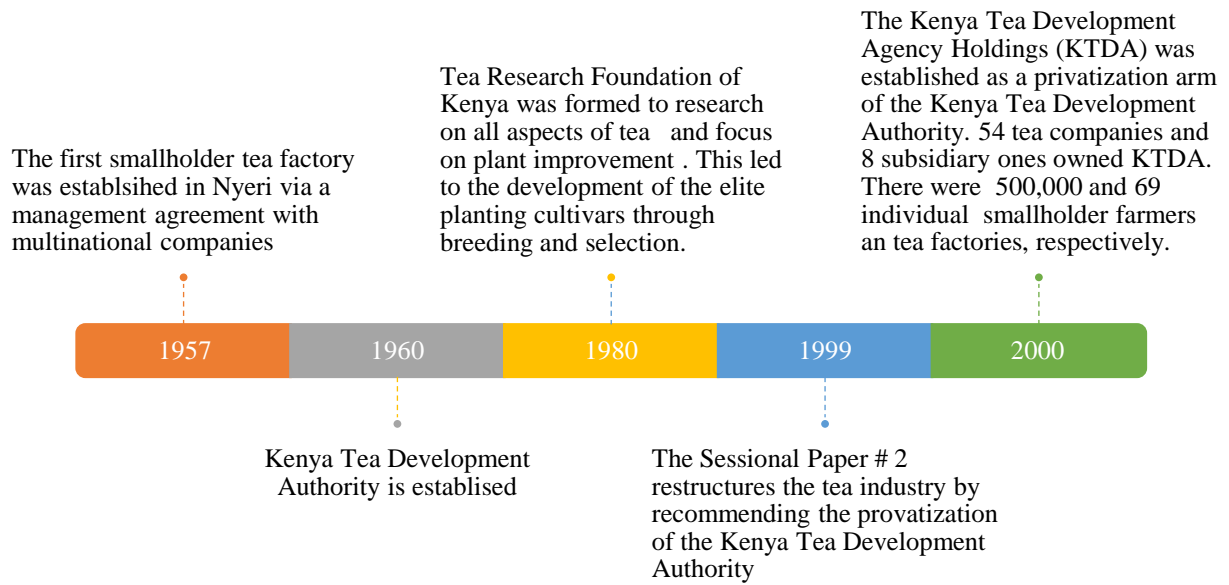 The first smallholder tea factory
was establsihed in Nyeri via a
management agreement with
multinational companies
Tea Research Foundation of
Kenya was formed to research
on all aspects of tea and focus
on plant improvement . This led
to the development of the elite
planting cultivars through
breeding and selection.
The Kenya Tea Development
Agency Holdings (KTDA) was
established as a privatization arm
of the Kenya Tea Development
Authority. 54 tea companies and
8 subsidiary ones owned KTDA.
There were 500,000 and 69
individual smallholder farmers
an tea factories, respectively.
1957
1960
1980
1999
2000
Kenya Tea Development
Authority is establised
The Sessional Paper # 2
restructures the tea industry by
recommending the provatization
of the Kenya Tea Development
Authority